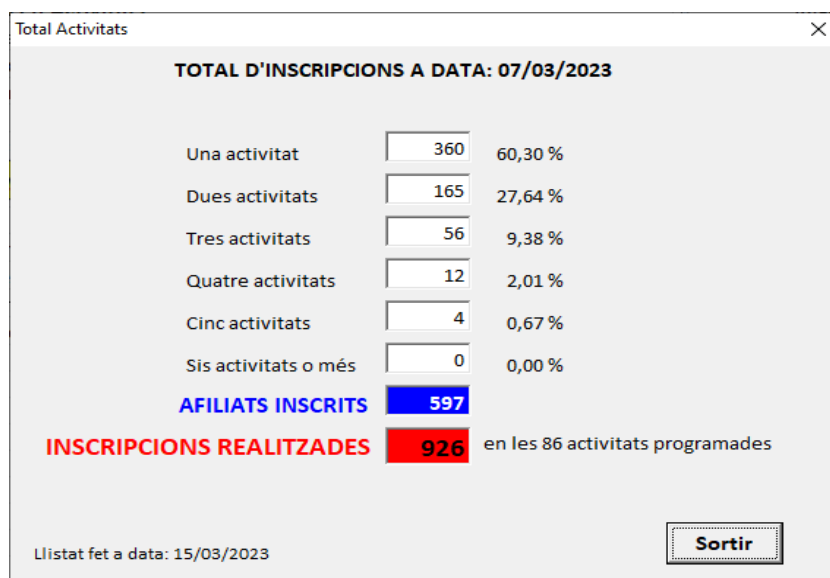 Total Activitats
TOTAL D'INSCRIPCIONS A DATA: 07/03/2023
Una activitat 360 60,30 %
Dues activitats 165 27,64 %
Tres activitats 56 9,38 %
Quatre activitats 12 2,01 %
Cinc activitats 4 0,67 %
Sis activitats o més 0 0,00 %
AFILIATS INSCRITS 597
INSCRIPCIONS REALITZADES 926 en les 86 activitats programades
Sortir
Llistat fet a data: 15/03/2023